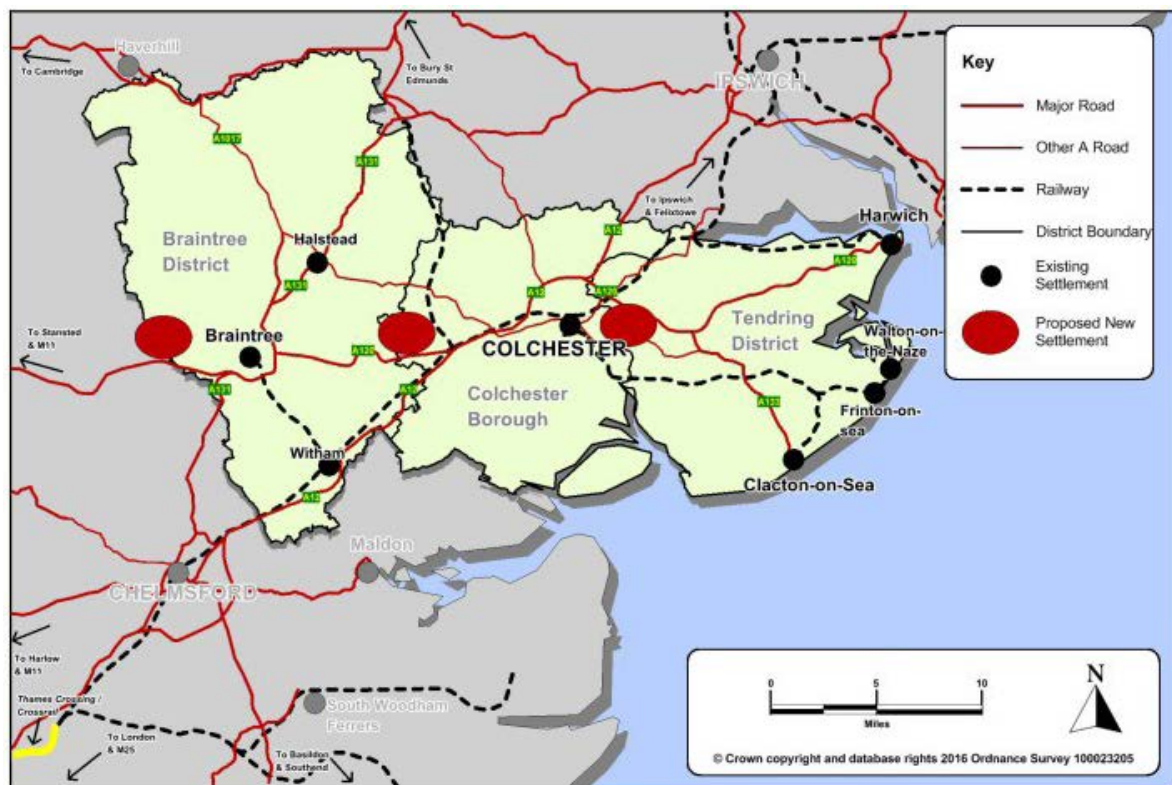 Haverhill
To Cambridge
To Bury St
Edmunds
IPSWICH
A1017
A131
To Ipswich
& Felixtowe
Harwich
Halstead
Braintree
District
A12
A120
A131
A12
A120
To Stansted
& M11
Braintree
A120
COLCHESTER
Tendring
District
Walton-on-
the-Naze
A131
A12
Colchester
Borough
A133
Frinton-on-
sea
Witham
Clacton-on-Sea
A12
Maldon
CHELMSFORD
To Harlow
& M11
Thames Crossing /
Crossrail
South Woodham
Ferrers
To London
& M25
To Basildon
& Southend
Key
Major Road
Other A Road
Railway
District Boundary
Existing
Settlement
Proposed New
Settlement
0 5 10
Miles
N
© Crown copyright and database rights 2016 Ordnance Survey 100023205